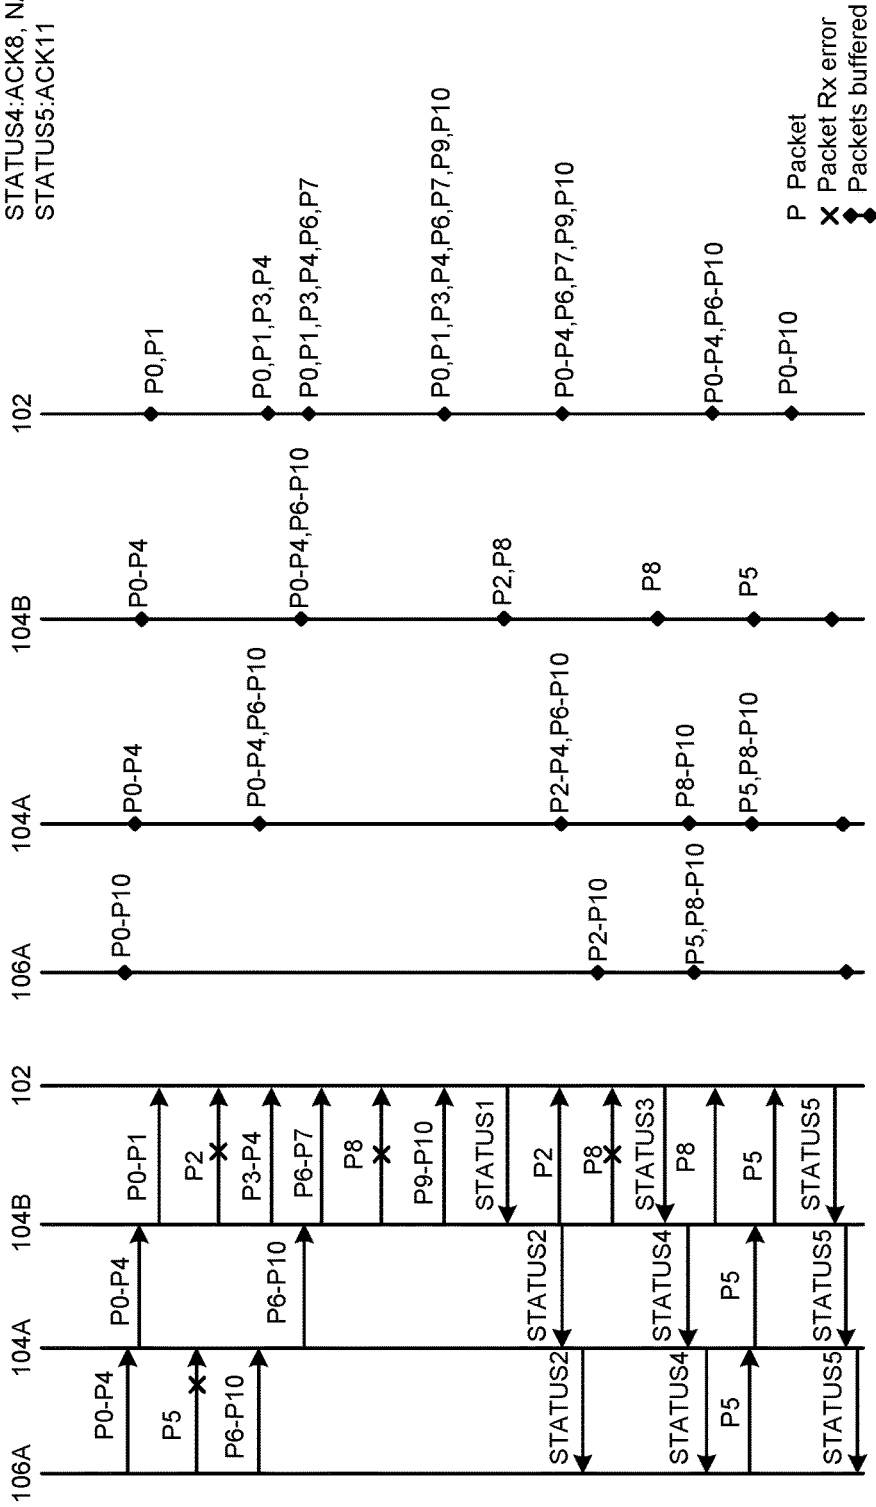 STATUS4:ACK8,
STATUS5:ACK11
106A 104A 104B 102 106A 104A 104B 102
P0-P4
P0-P4
P0-P1
P5
P2
P6-P10
P3-P4
P6-P10
P6-P7
P8
P9-P10
STATUS1
P2
STATUS2
STATUS2
P8
STATUS3
STATUS4
STATUS4
P8
P5
P5
P5
STATUS5
STATUS5
STATUS5
P0-P10
P2-P10
P5,P8-P10
P0-P4
P0-P4,P6-P10
P2-P4,P6-P10
P8-P10
P5,P8-P10
P0-P4
P0-P4,P6-P10
P2,P8
P8
P5
P0,P1
P0,P1,P3,P4
P0,P1,P3,P4,P6,P7
P0,P1,P3,P4,P6,P7,P9,P10
P0-P4,P6,P7,P9,P10
P0-P4,P6-P10
P0-P10
P Packet
Packet Rx error
Packets buffered